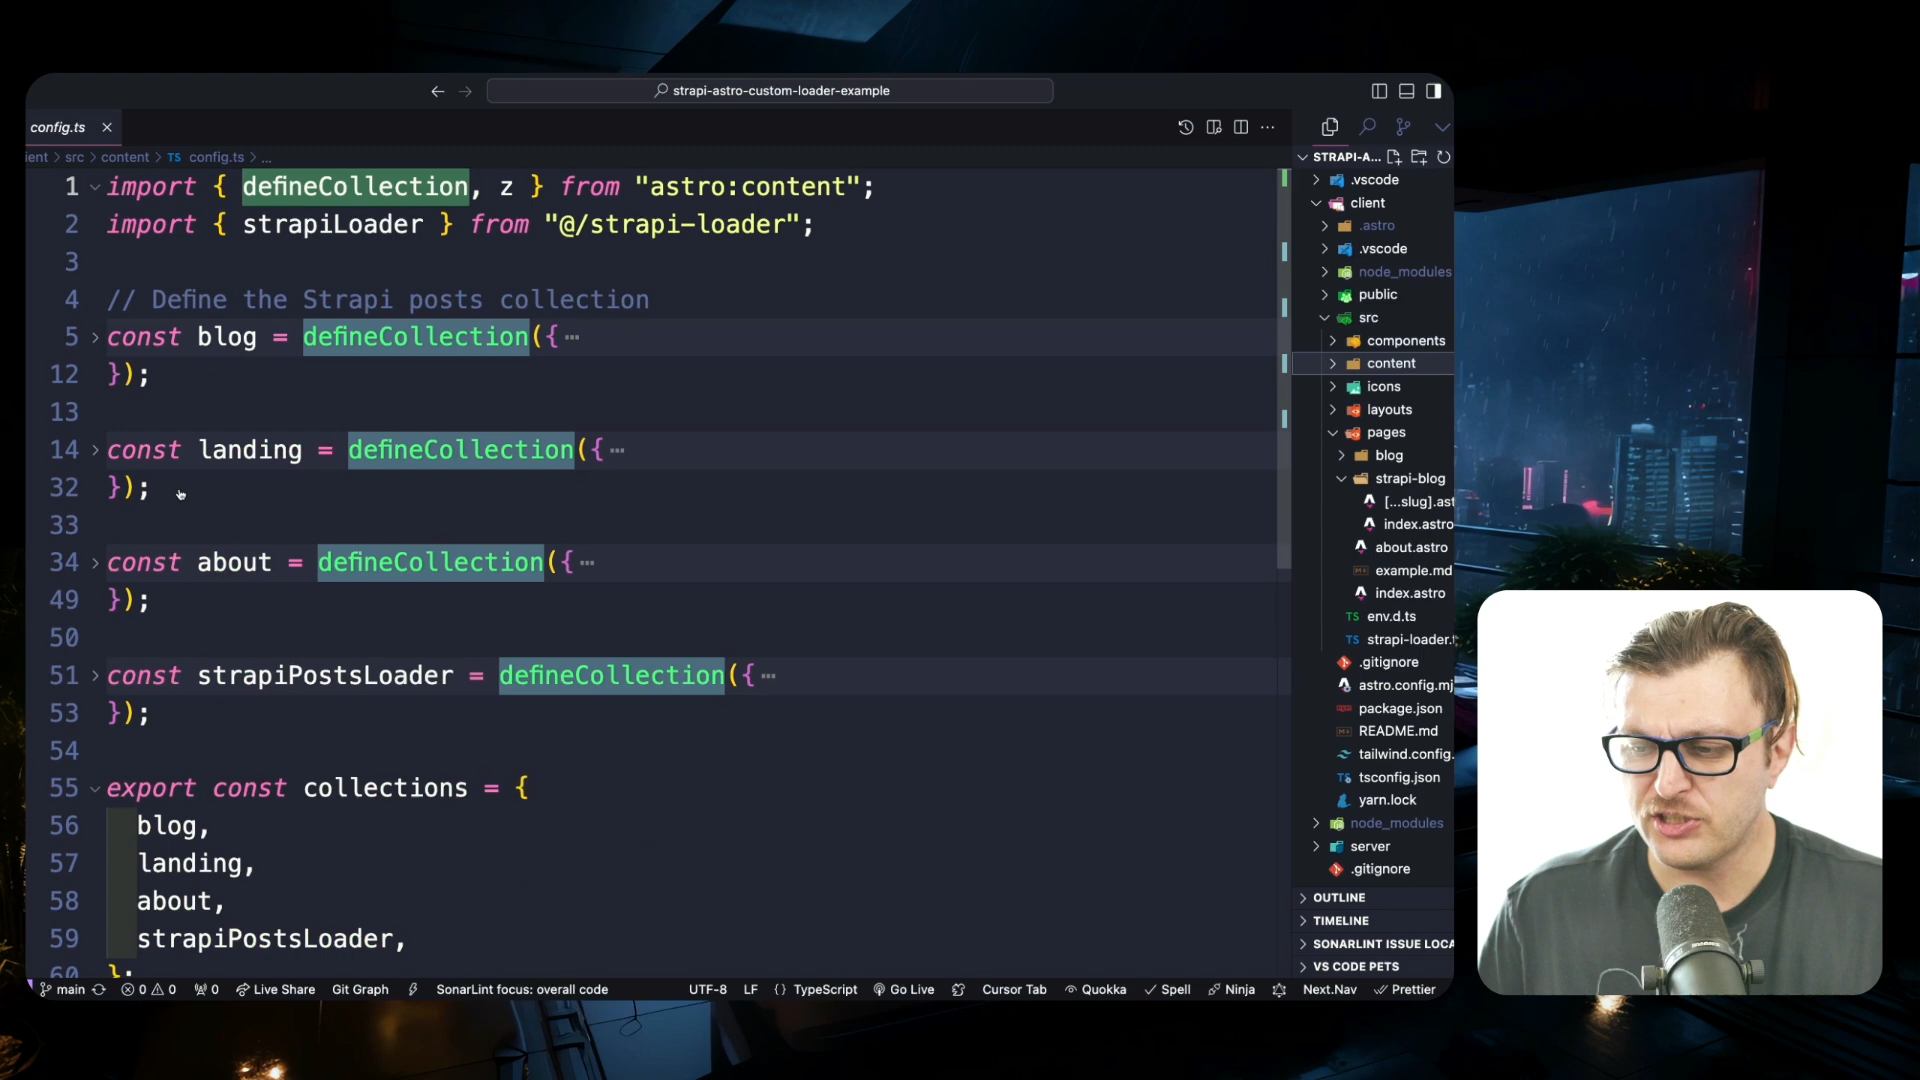 strapi-astro-custom-loader-example
config.ts
ient > src > content > TS config.ts > ...
1 import { defineCollection, z } from "astro:content";
2 import { strapiLoader } from "@/strapi-loader";
3
4 // Define the Strapi posts collection
5 const blog = defineCollection({ ⋯
12 });
13
14 const landing = defineCollection({ ⋯
32 });
33
34 const about = defineCollection({ ⋯
49 });
50
51 const strapiPostsLoader = defineCollection({ ⋯
53 });
54
55 export const collections = {
56 blog,
57 landing,
58 about,
59 strapiPostsLoader,
60 };
STRAPI-A...
.vscode
client
.astro
.vscode
node_modules
public
src
components
content
icons
layouts
pages
blog
strapi-blog
[...slug].ast
index.astro
about.astro
example.md
index.astro
TS env.d.ts
TS strapi-loader.t
.gitignore
astro.config.mj
package.json
README.md
tailwind.config.
tsconfig.json
yarn.lock
node_modules
server
.gitignore
OUTLINE
TIMELINE
SONARLINT ISSUE LOCA
VS CODE PETS
main 0 0 0 Live Share Git Graph SonarLint focus: overall code UTF-8 LF {} TypeScript Go Live Cursor Tab Quokka Spell Ninja Next.Nav Prettier